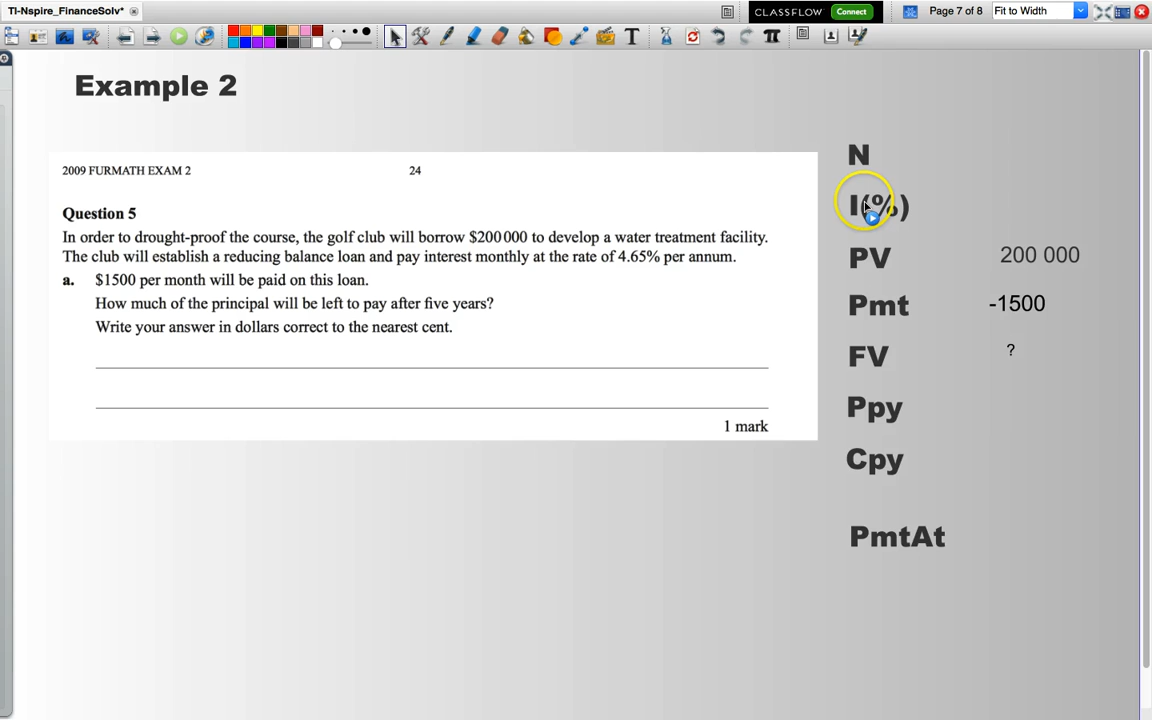 TI-Nspire_FinanceSolv*
CLASSFLOW Connect
Page 7 of 8
Fit to Width
T
Example 2
2009 FURMATH EXAM 2
24
Question 5
In order to drought-proof the course, the golf club will borrow $200 000 to develop a water treatment facility.
The club will establish a reducing balance loan and pay interest monthly at the rate of 4.65% per annum.
a. $1500 per month will be paid on this loan.
How much of the principal will be left to pay after five years?
Write your answer in dollars correct to the nearest cent.
1 mark
N
I(%)
PV 200 000
Pmt -1500
FV ?
Ppy
Cpy
PmtAt